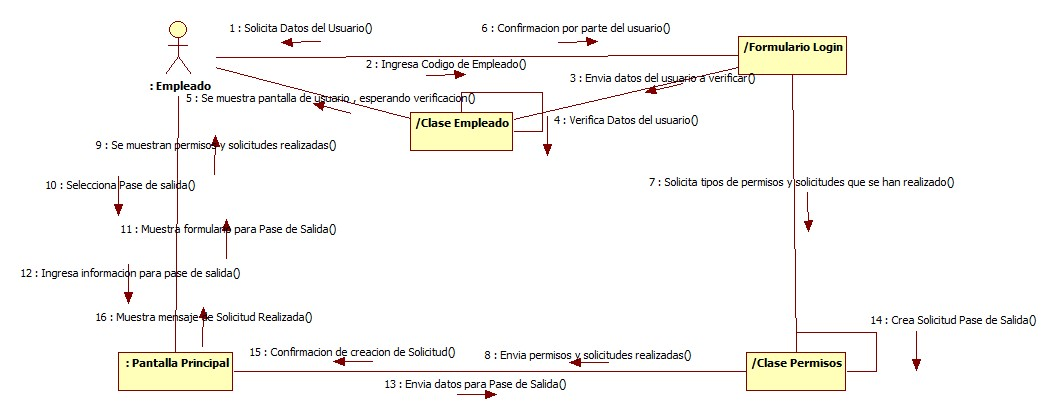 1 : Solicita Datos del Usuario()
6 : Confirmacion por parte del usuario()
/Formulario Login
2 : Ingresa Codigo de Empleado()
3 : Envia datos del usuario a verificar()
: Empleado
5 : Se muestra pantalla de usuario , esperando verificacion()
/Clase Empleado
4 : Verifica Datos del usuario()
9 : Se muestran permisos y solicitudes realizadas()
10 : Selecciona Pase de salida()
7 : Solicita tipos de permisos y solicitudes que se han realizado()
11 : Muestra formulario para Pase de Salida()
12 : Ingresa informacion para pase de salida()
16 : Muestra mensaje de Solicitud Realizada()
14 : Crea Solicitud Pase de Salida()
15 : Confirmacion de creacion de Solicitud()
8 : Envia permisos y solicitudes realizadas()
: Pantalla Principal
/Clase Permisos
13 : Envia datos para Pase de Salida()